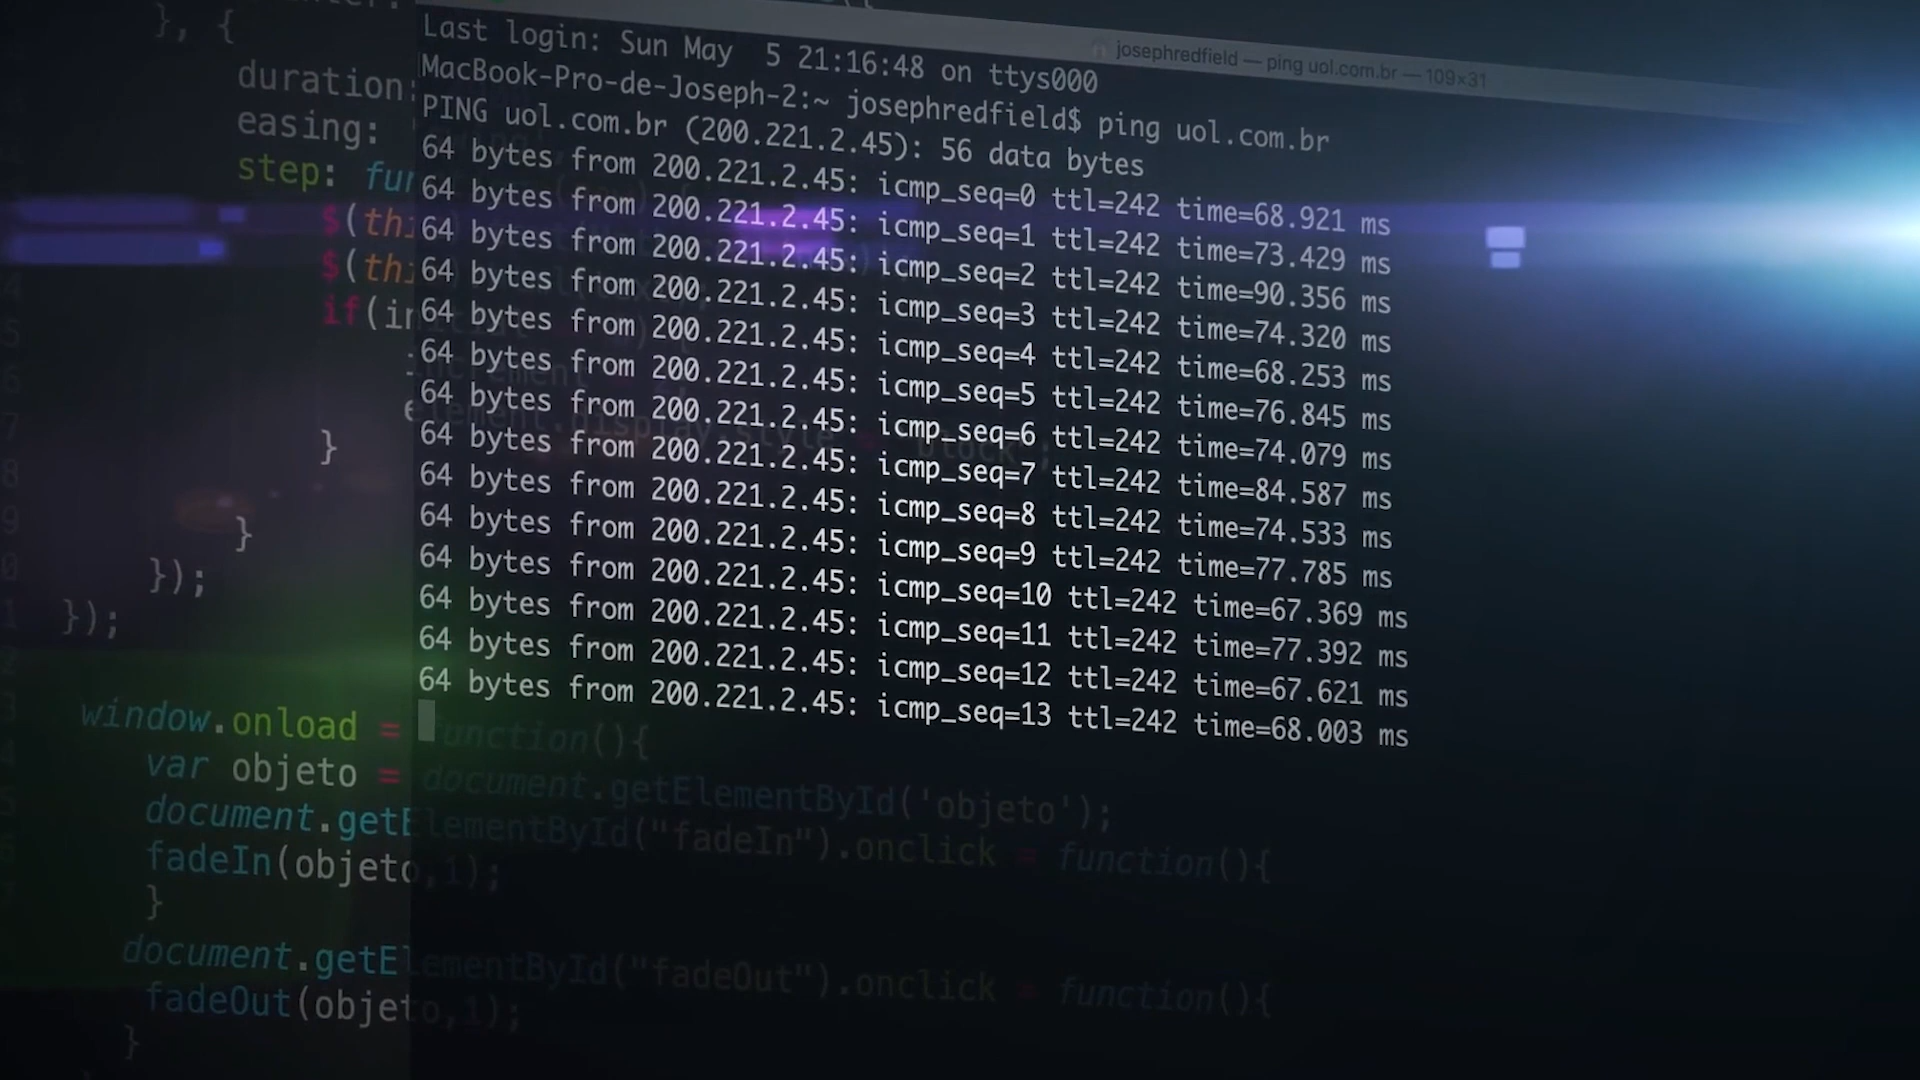 josephredfield — ping uol.com.br — 109×31
Last login: Sun May  5 21:16:48 on ttys000
MacBook-Pro-de-Joseph-2:~ josephredfield$ ping uol.com.br
PING uol.com.br (200.221.2.45): 56 data bytes
64 bytes from 200.221.2.45: icmp_seq=0 ttl=242 time=68.921 ms
64 bytes from 200.221.2.45: icmp_seq=1 ttl=242 time=73.429 ms
64 bytes from 200.221.2.45: icmp_seq=2 ttl=242 time=90.356 ms
64 bytes from 200.221.2.45: icmp_seq=3 ttl=242 time=74.320 ms
64 bytes from 200.221.2.45: icmp_seq=4 ttl=242 time=68.253 ms
64 bytes from 200.221.2.45: icmp_seq=5 ttl=242 time=76.845 ms
64 bytes from 200.221.2.45: icmp_seq=6 ttl=242 time=74.079 ms
64 bytes from 200.221.2.45: icmp_seq=7 ttl=242 time=84.587 ms
64 bytes from 200.221.2.45: icmp_seq=8 ttl=242 time=74.533 ms
64 bytes from 200.221.2.45: icmp_seq=9 ttl=242 time=77.785 ms
64 bytes from 200.221.2.45: icmp_seq=10 ttl=242 time=67.369 ms
64 bytes from 200.221.2.45: icmp_seq=11 ttl=242 time=77.392 ms
64 bytes from 200.221.2.45: icmp_seq=12 ttl=242 time=67.621 ms
64 bytes from 200.221.2.45: icmp_seq=13 ttl=242 time=68.003 ms
}, {
duration:
easing:
step: fun
$(thi
$(thi
if(in
}
}
});
});
window.onload = function(){
var objeto = document.getElementById('objeto');
document.getElementById("fadeIn").onclick = function(){
fadeIn(objeto,1);
}
document.getElementById("fadeOut").onclick = function(){
fadeOut(objeto,1);
}